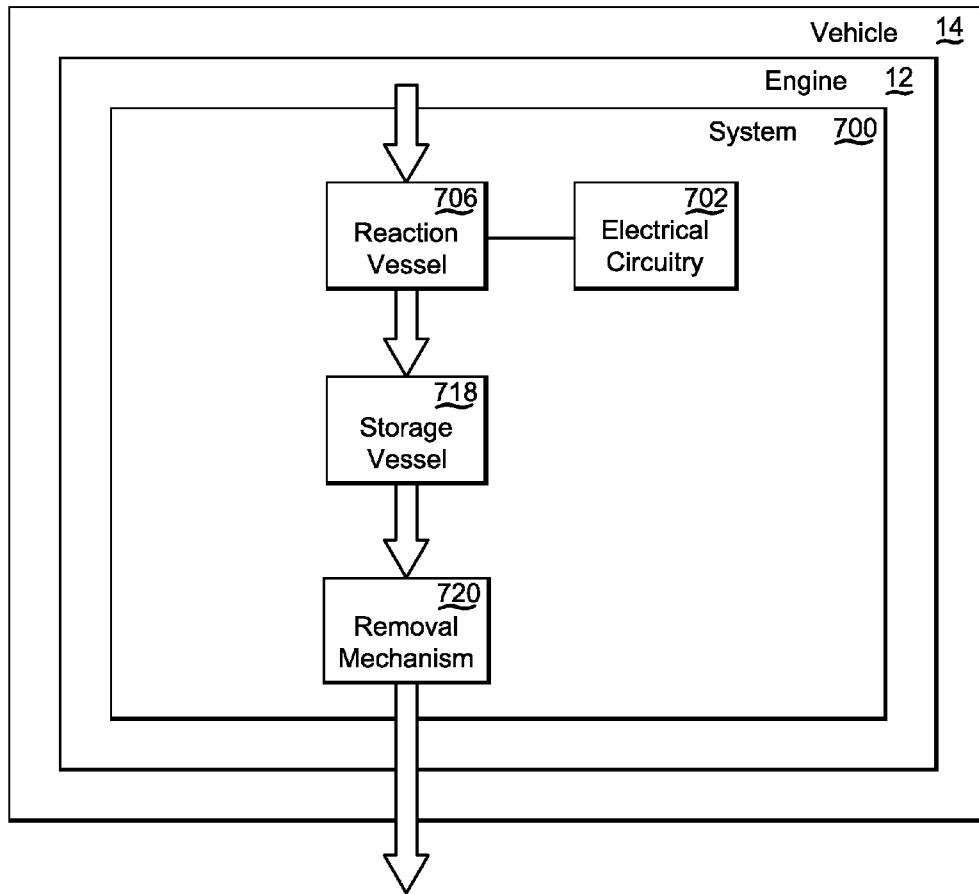 Vehicle 14
Engine 12
System 700
706
Reaction
Vessel
702
Electrical
Circuitry
718
Storage
Vessel
720
Removal
Mechanism